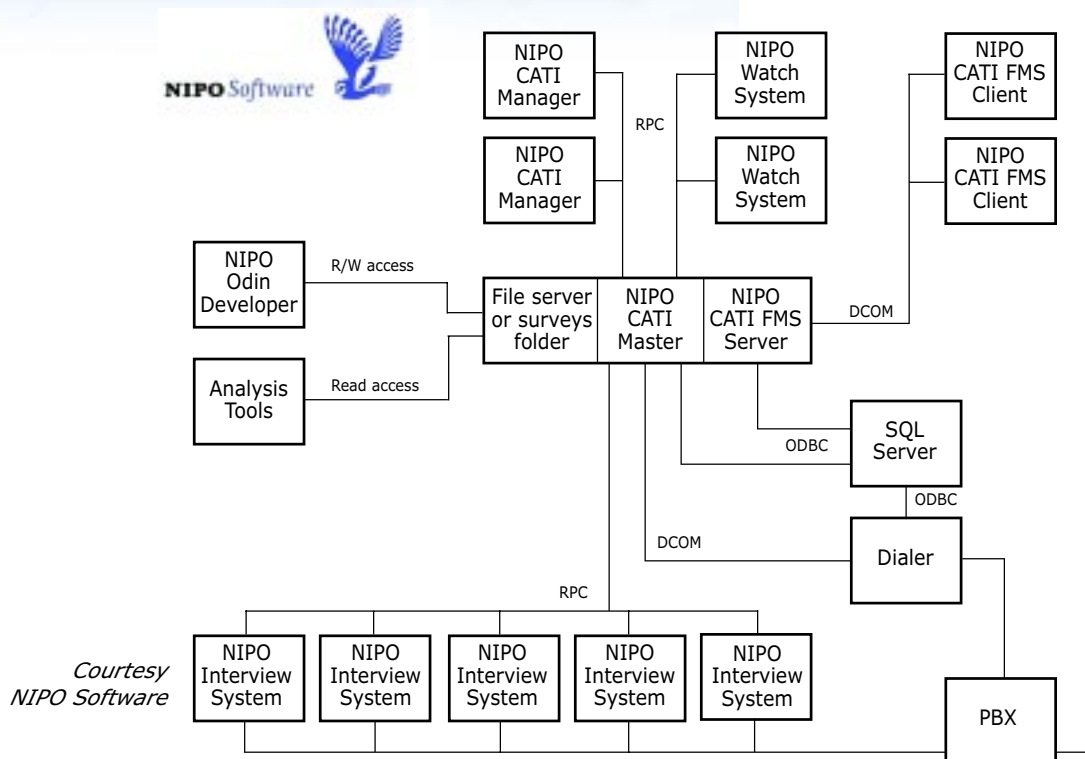 NIPO Software
NIPO
CATI
Manager
NIPO
Watch
System
NIPO
CATI FMS
Client
RPC
NIPO
CATI
Manager
NIPO
Watch
System
NIPO
CATI FMS
Client
NIPO
Odin
Developer
R/W access
File server
or surveys
folder
NIPO
CATI
Master
NIPO
CATI FMS
Server
DCOM
Analysis
Tools
Read access
SQL
Server
ODBC
ODBC
Dialer
DCOM
RPC
Courtesy
NIPO Software
NIPO
Interview
System
NIPO
Interview
System
NIPO
Interview
System
NIPO
Interview
System
NIPO
Interview
System
PBX